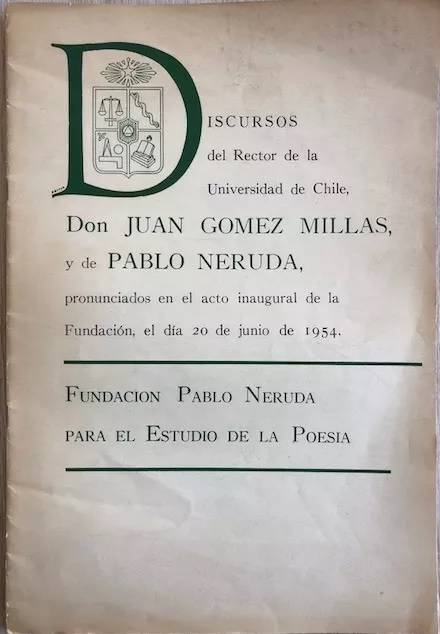 DISCURSOS
del Rector de la
Universidad de Chile,
Don JUAN GOMEZ MILLAS,
y de PABLO NERUDA,
pronunciados en el acto inaugural de la
Fundación, el día 20 de junio de 1954.
FUNDACION PABLO NERUDA
PARA EL ESTUDIO DE LA POESIA